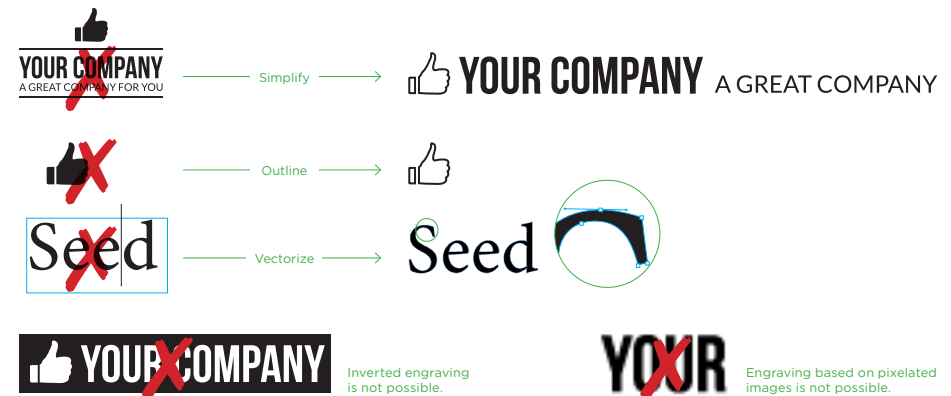 YOUR COMPANY
A GREAT COMPANY FOR YOU
Simplify
YOUR COMPANY A GREAT COMPANY
Outline
Seed
Vectorize
Seed
YOUR COMPANY
Inverted engraving
is not possible.
YOUR
Engraving based on pixelated
images is not possible.